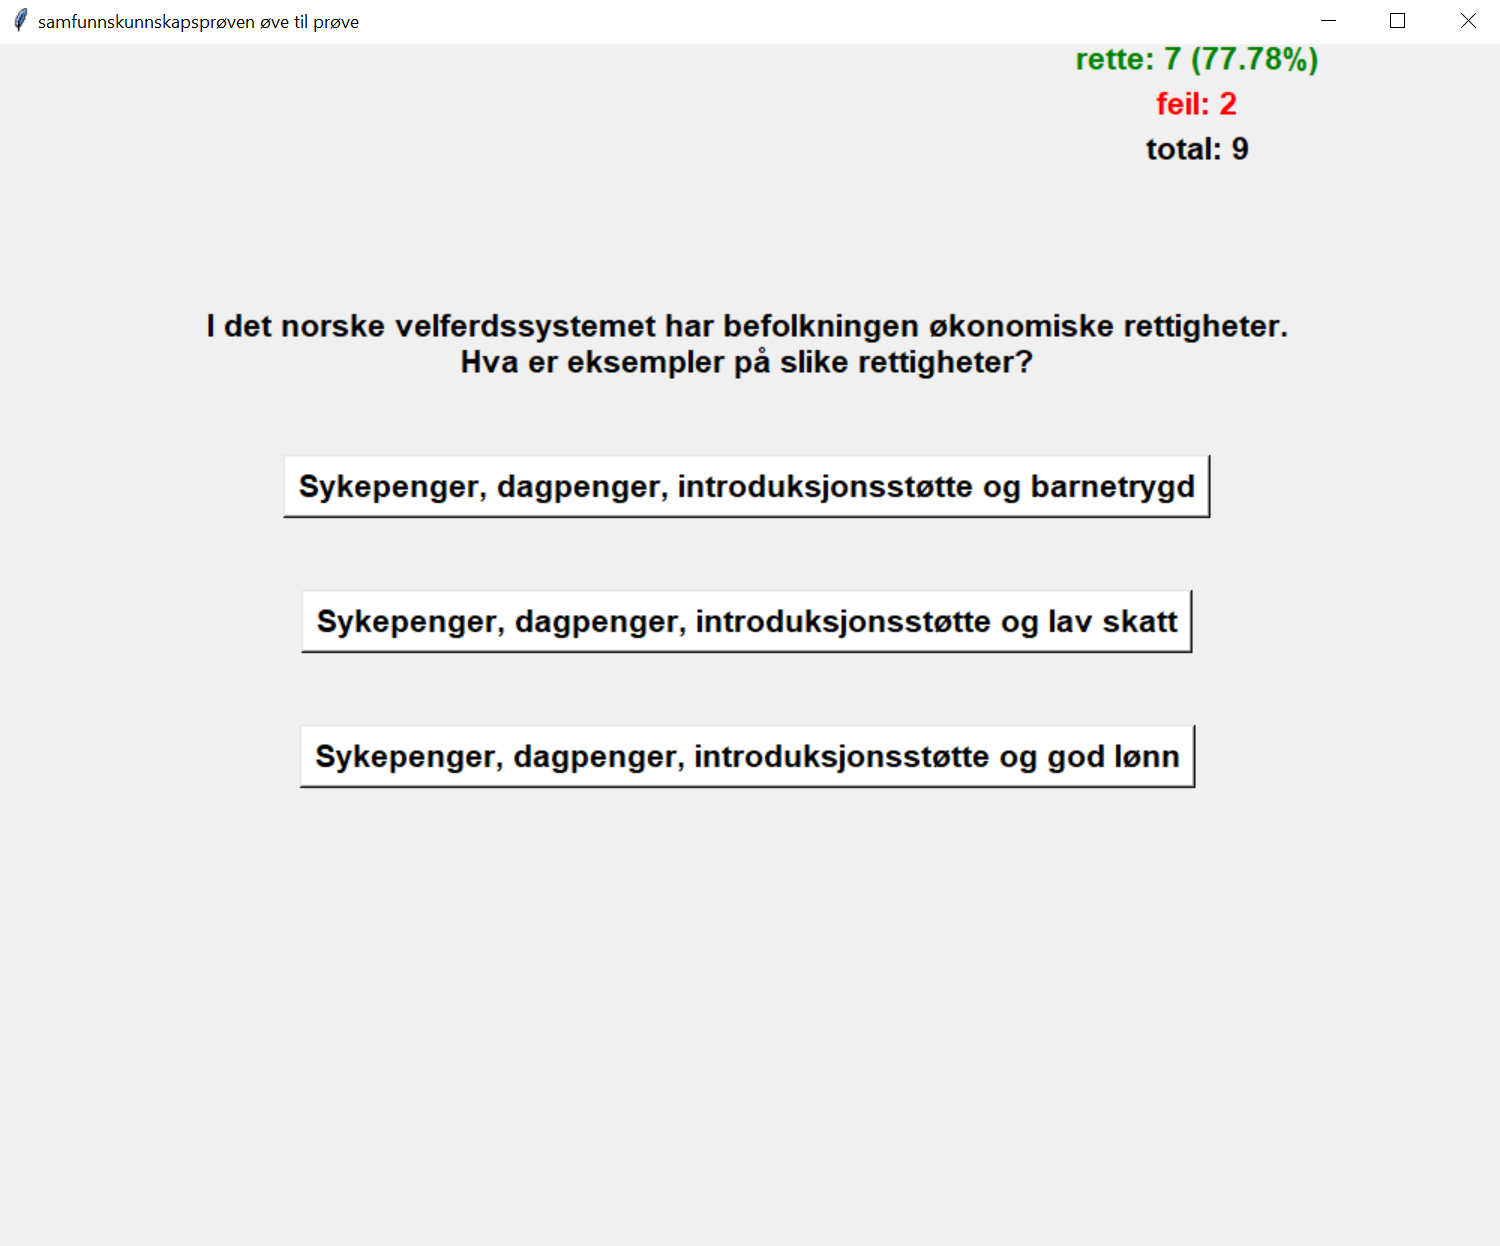 samfunnskunnskapsprøven øve til prøve
rette: 7 (77.78%)
feil: 2
total: 9
I det norske velferdssystemet har befolkningen økonomiske rettigheter.
Hva er eksempler på slike rettigheter?
Sykepenger, dagpenger, introduksjonsstøtte og barnetrygd
Sykepenger, dagpenger, introduksjonsstøtte og lav skatt
Sykepenger, dagpenger, introduksjonsstøtte og god lønn